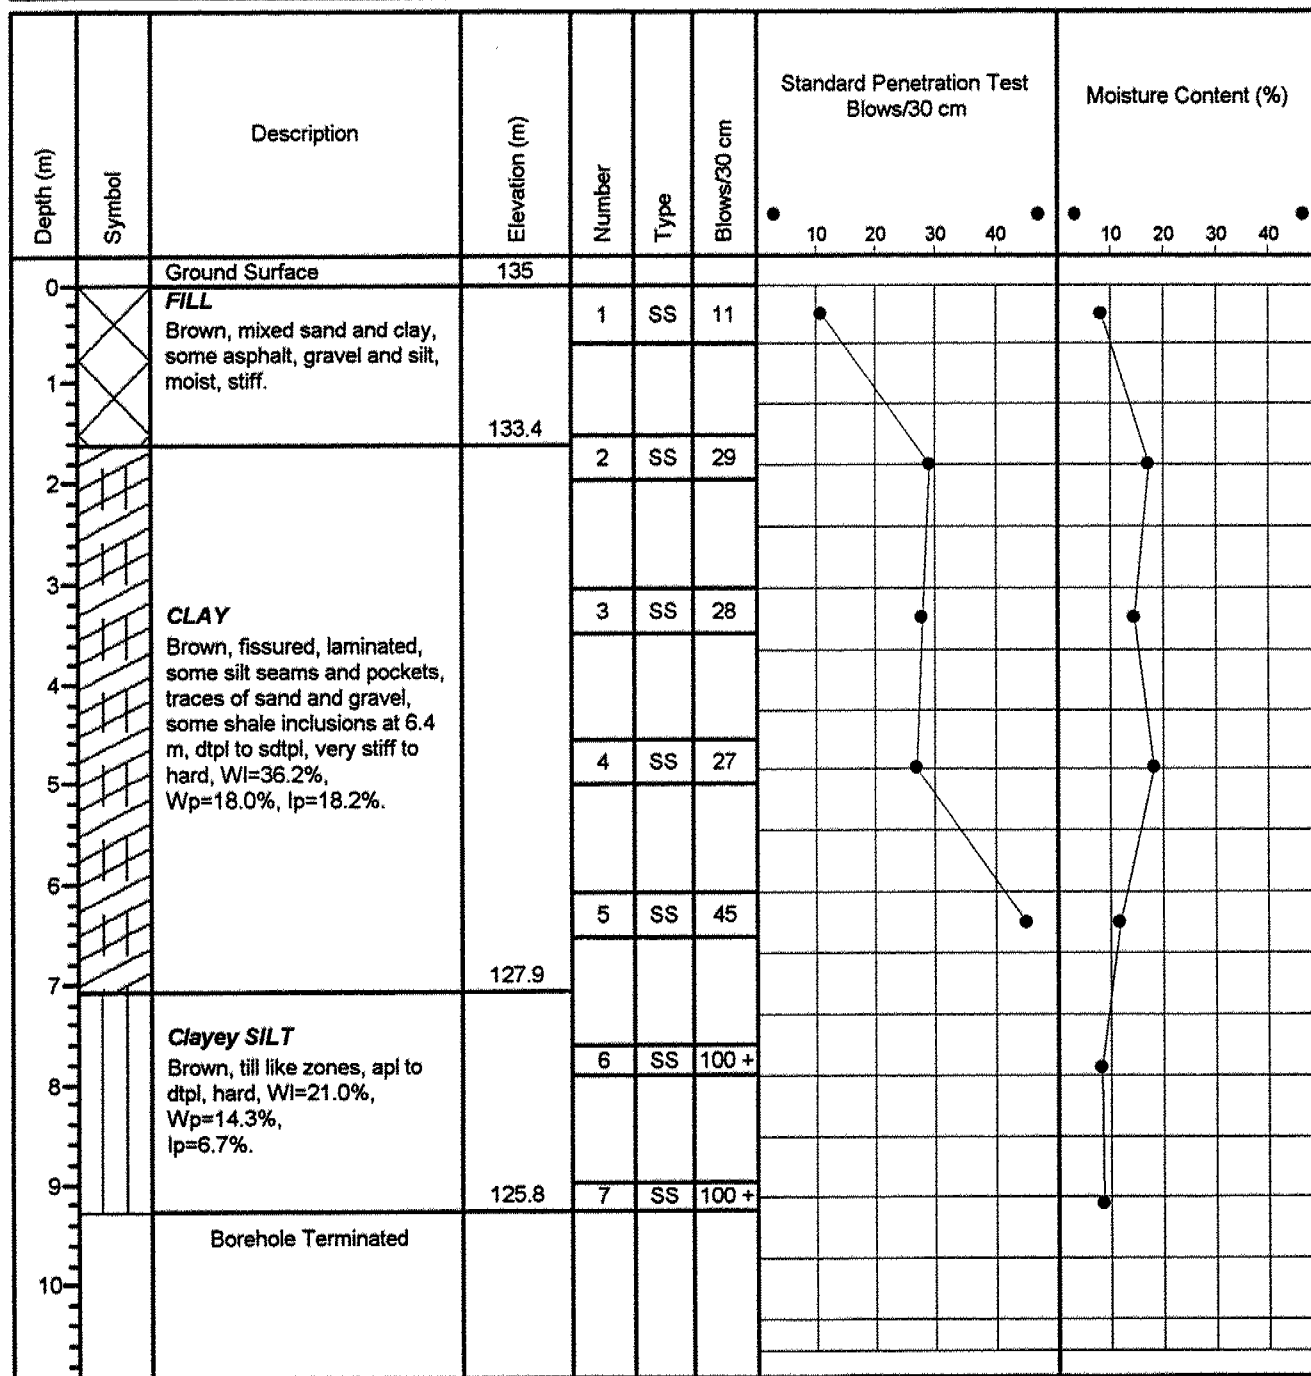 Depth (m)
Symbol
Description
Elevation (m)
Number
Type
Blows/30 cm
Standard Penetration Test
Blows/30 cm
10 20 30 40
Moisture Content (%)
10 20 30 40
Ground Surface 135
0
FILL
Brown, mixed sand and clay,
some asphalt, gravel and silt,
moist, stiff.
1 SS 11
1
133.4
2 SS 29
2
3
3 SS 28
CLAY
Brown, fissured, laminated,
some silt seams and pockets,
traces of sand and gravel,
some shale inclusions at 6.4
m, dtpl to sdtpl, very stiff to
hard, Wl=36.2%,
Wp=18.0%, Ip=18.2%.
4
4 SS 27
5
6
5 SS 45
127.9
7
Clayey SILT
Brown, till like zones, apl to
dtpl, hard, Wl=21.0%,
Wp=14.3%,
Ip=6.7%.
6 SS 100 +
8
9
125.8
7 SS 100 +
Borehole Terminated
10